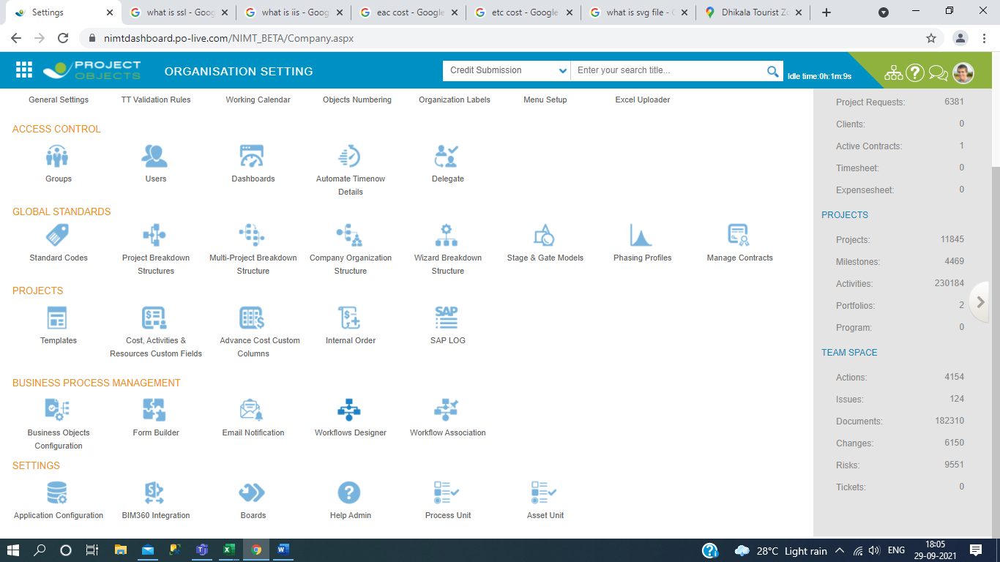 Settings
what is ssl - Goog
what is iis - Goog
eac cost - Google
etc cost - Google
what is svg file - G
Dhikala Tourist Zo
nimtdashboard.po-live.com/NIMT_BETA/Company.aspx
PROJECT
OBJECTS
ORGANISATION SETTING
Credit Submission
Enter your search title...
Idle time:0h:1m:9s
General Settings
TT Validation Rules
Working Calendar
Objects Numbering
Organization Labels
Menu Setup
Excel Uploader
ACCESS CONTROL
Groups
Users
Dashboards
Automate Timenow
Details
Delegate
GLOBAL STANDARDS
Standard Codes
Project Breakdown
Structures
Multi-Project Breakdown
Structure
Company Organization
Structure
Wizard Breakdown
Structure
Stage & Gate Models
Phasing Profiles
Manage Contracts
PROJECTS
Templates
Cost, Activities &
Resources Custom Fields
Advance Cost Custom
Columns
Internal Order
SAP
SAP LOG
BUSINESS PROCESS MANAGEMENT
Business Objects
Configuration
Form Builder
Email Notification
Workflows Designer
Workflow Association
SETTINGS
Application Configuration
BIM360 Integration
Boards
Help Admin
Process Unit
Asset Unit
Project Requests: 6381
Clients: 0
Active Contracts: 1
Timesheet: 0
Expensesheet: 0
PROJECTS
Projects: 11845
Milestones: 4469
Activities: 230184
Portfolios: 2
Program: 0
TEAM SPACE
Actions: 4154
Issues: 124
Documents: 182310
Changes: 6150
Risks: 9551
Tickets: 0
28°C Light rain
ENG
18:05
29-09-2021